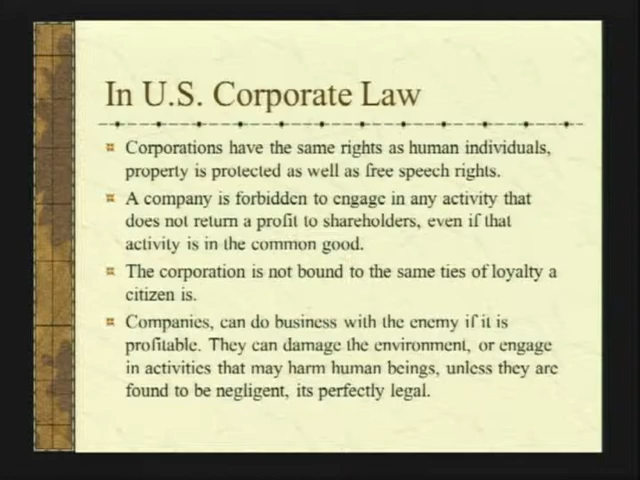 In U.S. Corporate Law
Corporations have the same rights as human individuals,
property is protected as well as free speech rights.
A company is forbidden to engage in any activity that
does not return a profit to shareholders, even if that
activity is in the common good.
The corporation is not bound to the same ties of loyalty a
citizen is.
Companies, can do business with the enemy if it is
profitable. They can damage the environment, or engage
in activities that may harm human beings, unless they are
found to be negligent, its perfectly legal.